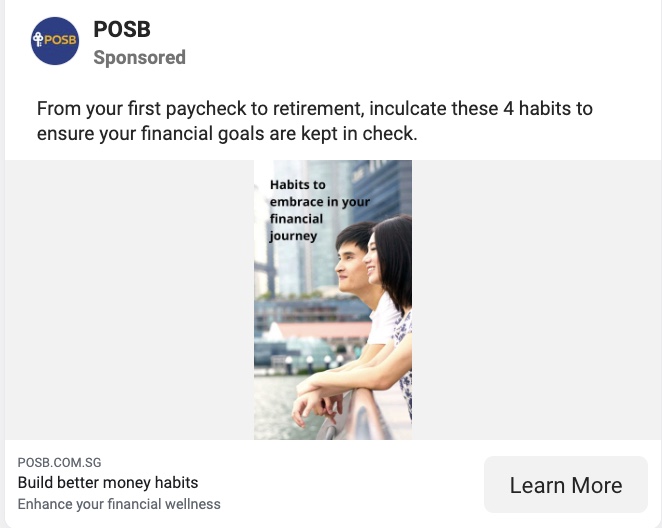 POSB
POSB
Sponsored
From your first paycheck to retirement, inculcate these 4 habits to
ensure your financial goals are kept in check.
Habits to
embrace in your
financial
journey
POSB.COM.SG
Build better money habits
Enhance your financial wellness
Learn More